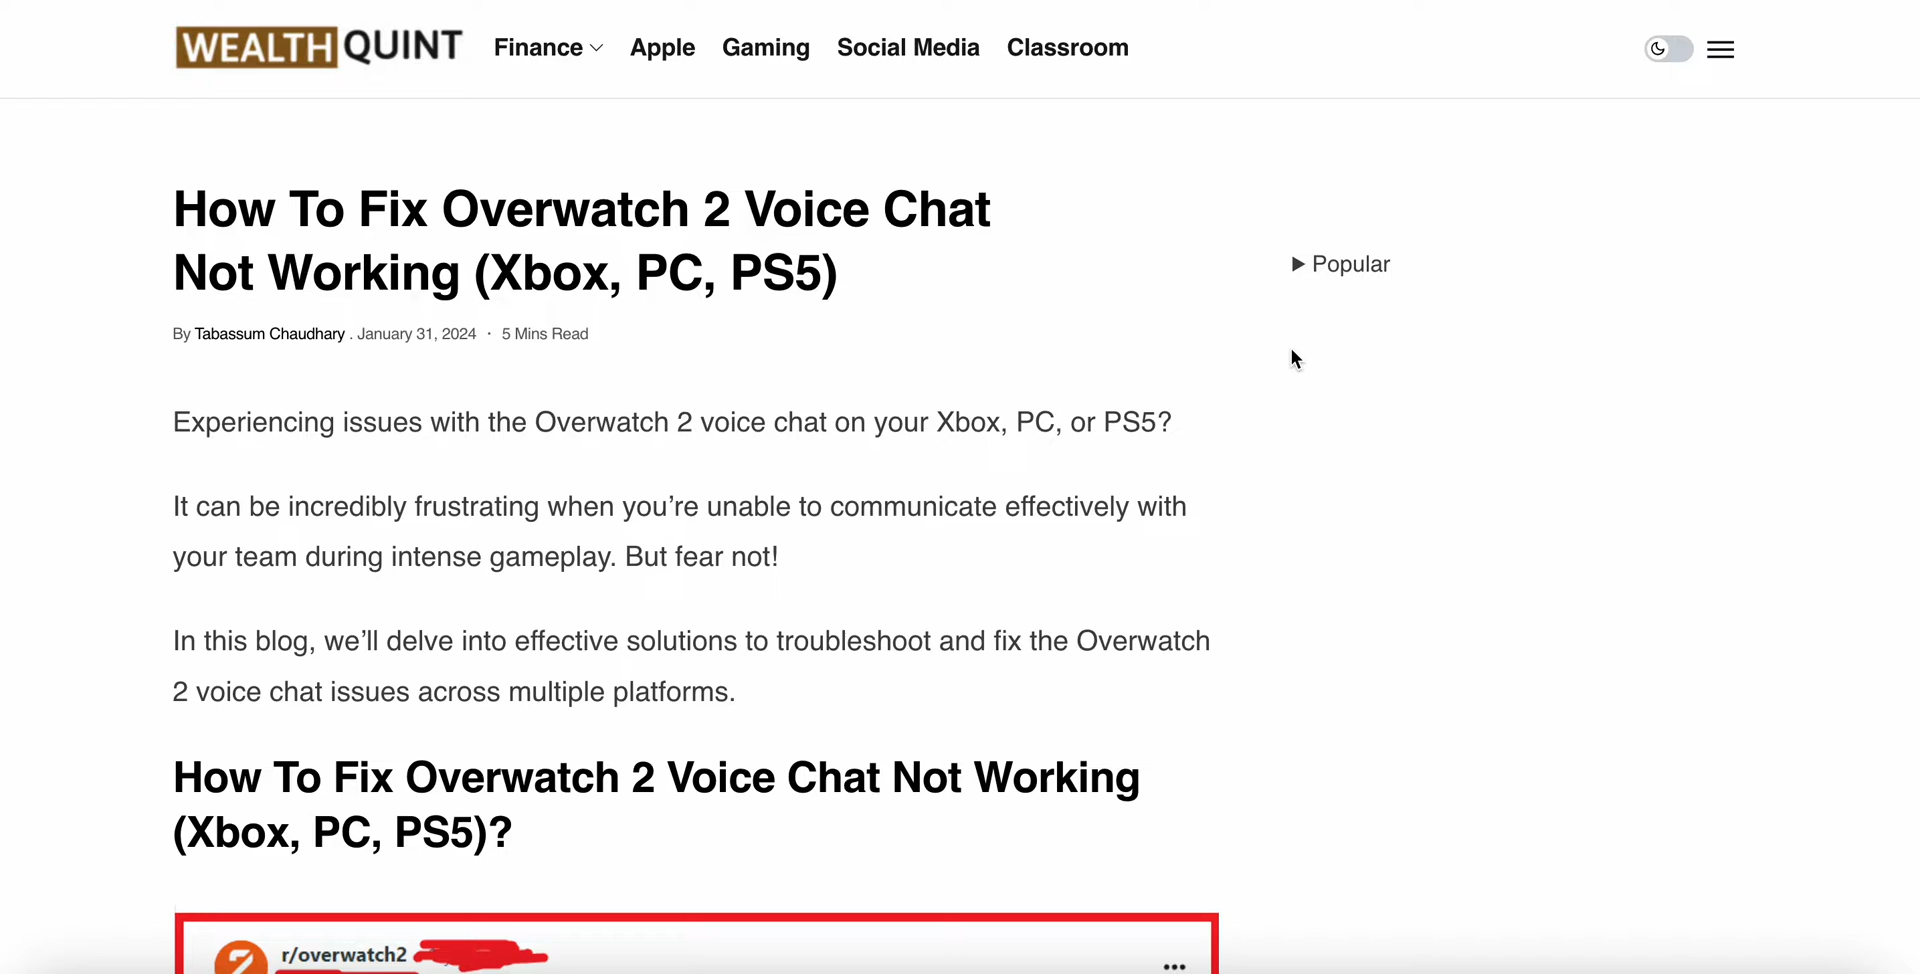 WEALTH QUINT Finance Apple Gaming Social Media Classroom
How To Fix Overwatch 2 Voice Chat
Not Working (Xbox, PC, PS5)
▶ Popular
By Tabassum Chaudhary . January 31, 2024 · 5 Mins Read
Experiencing issues with the Overwatch 2 voice chat on your Xbox, PC, or PS5?
It can be incredibly frustrating when you’re unable to communicate effectively with
your team during intense gameplay. But fear not!
In this blog, we’ll delve into effective solutions to troubleshoot and fix the Overwatch
2 voice chat issues across multiple platforms.
How To Fix Overwatch 2 Voice Chat Not Working
(Xbox, PC, PS5)?
r/overwatch2